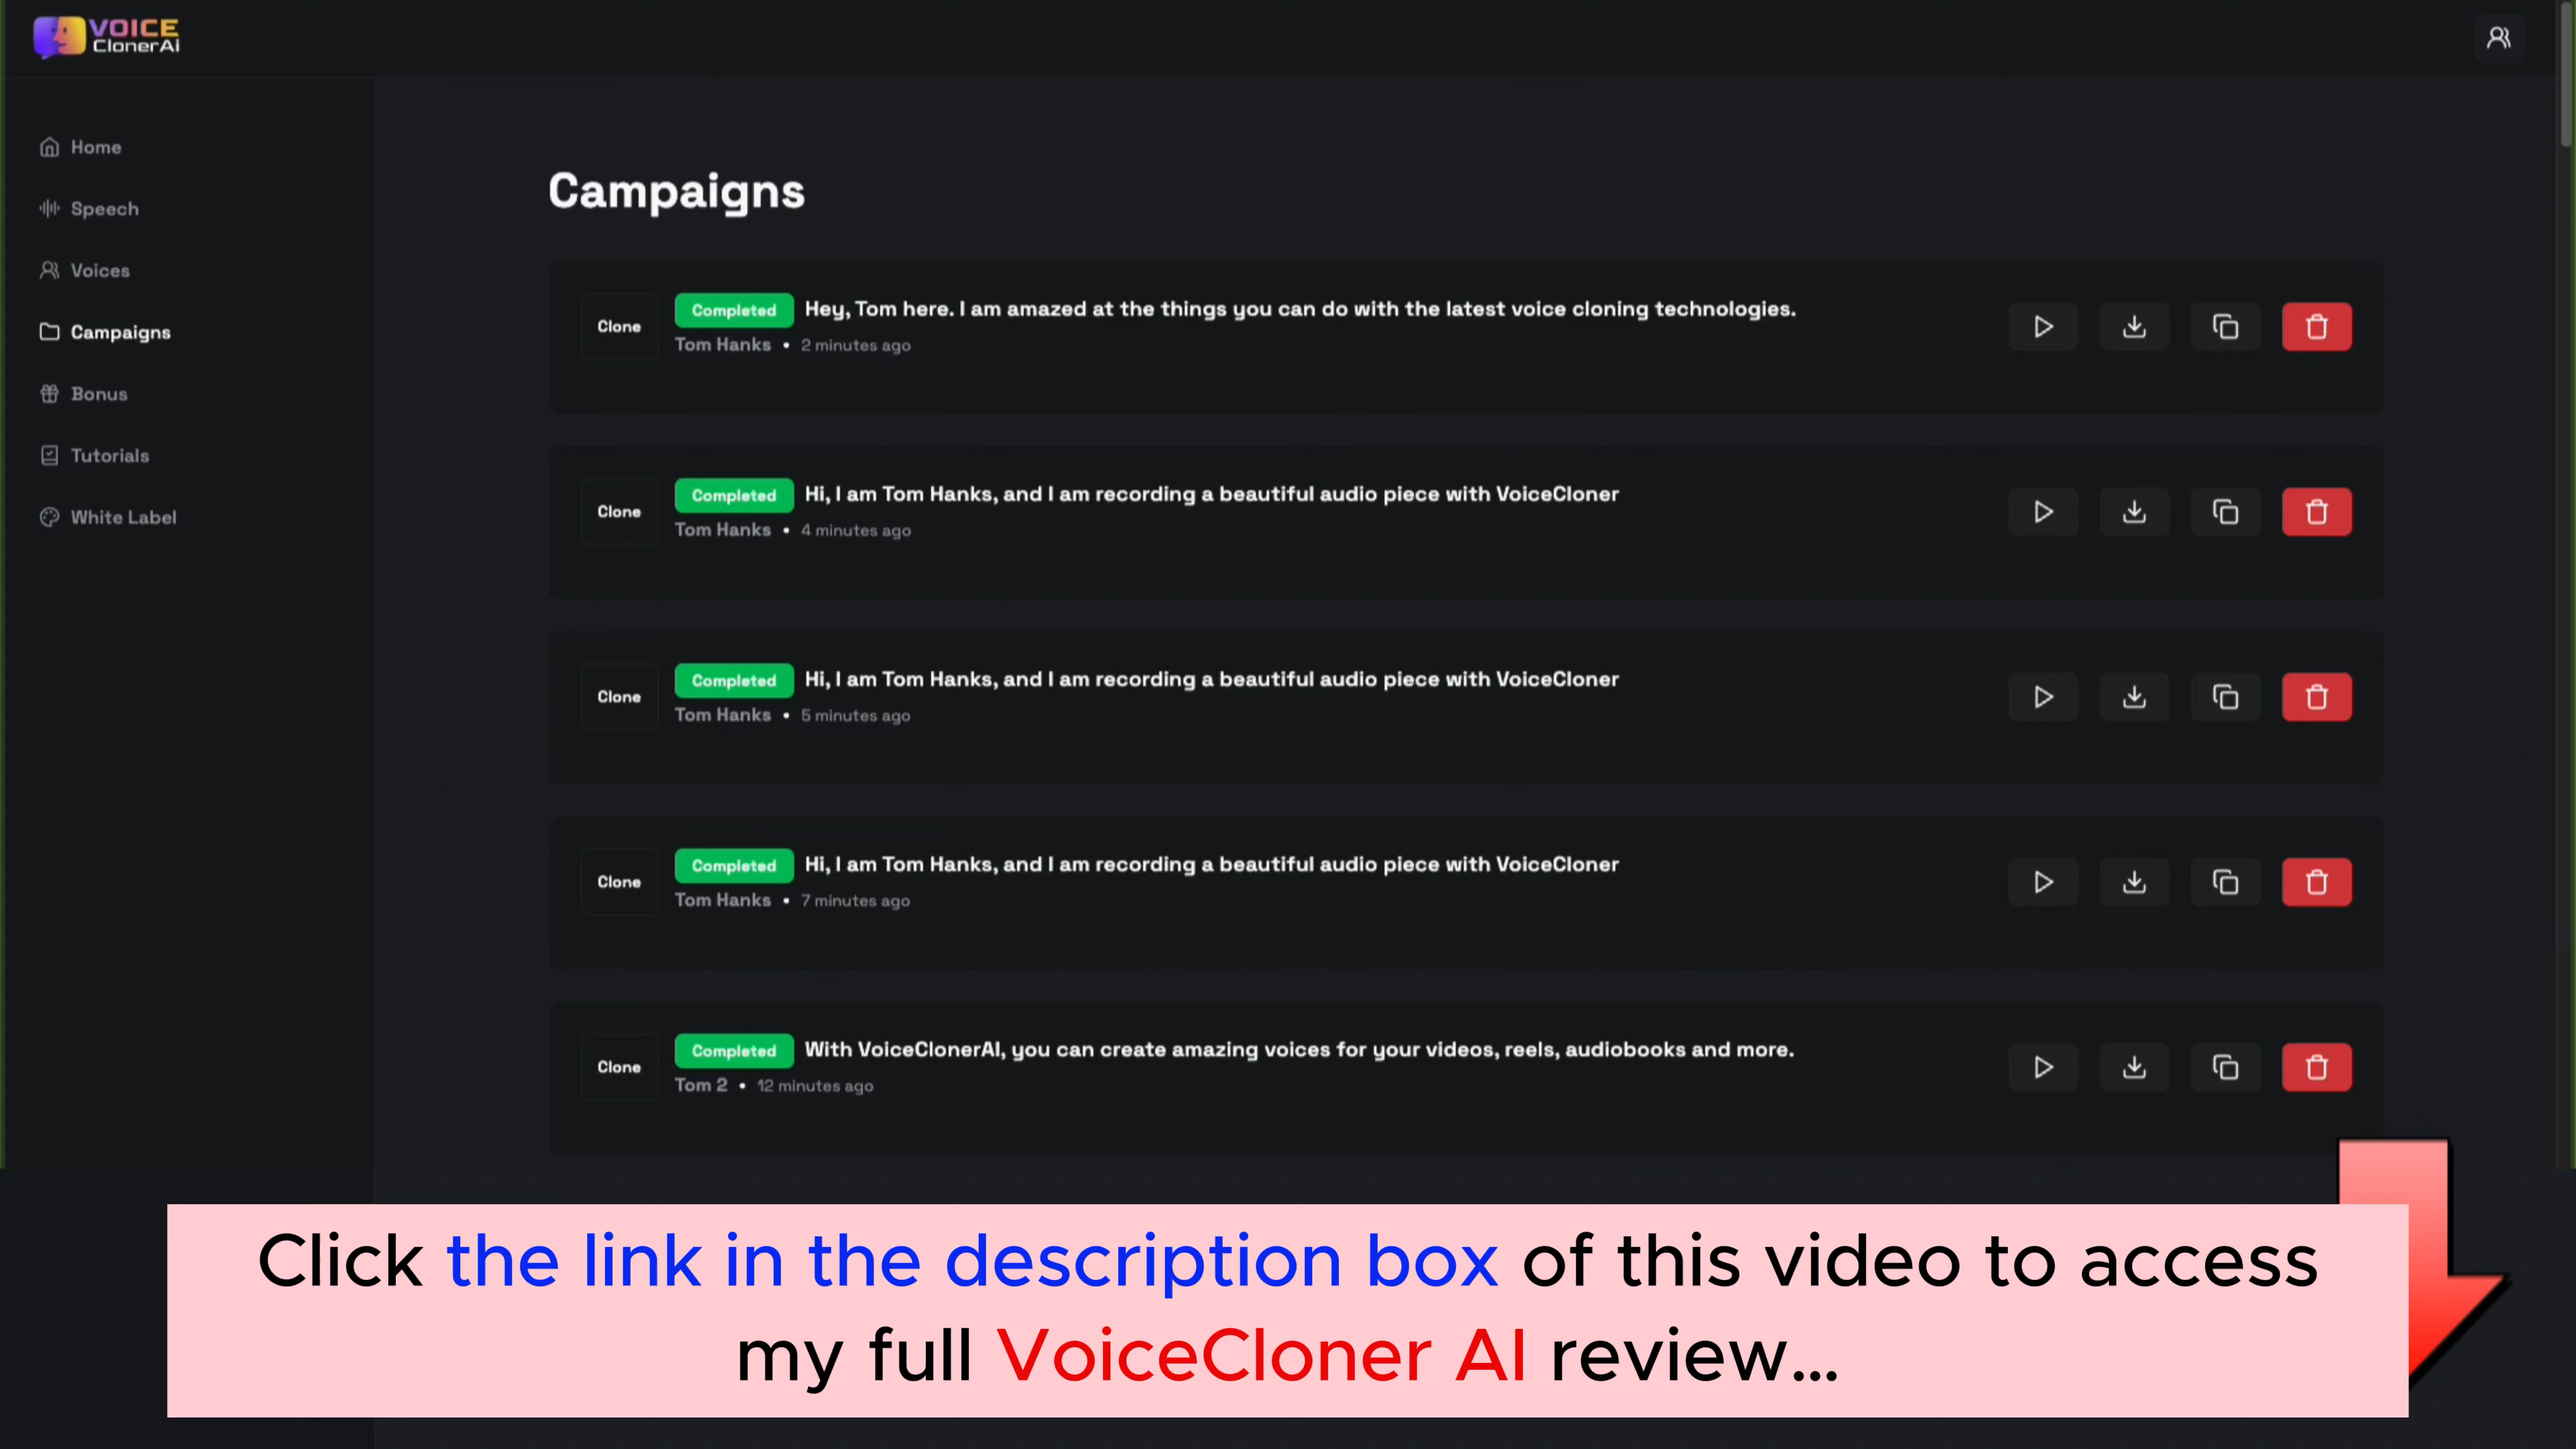 VOICE
ClonerAi
Home
Speech
Voices
Campaigns
Bonus
Tutorials
White Label
Campaigns
Clone
Completed Hey, Tom here. I am amazed at the things you can do with the latest voice cloning technologies.
Tom Hanks • 2 minutes ago
Clone
Completed Hi, I am Tom Hanks, and I am recording a beautiful audio piece with VoiceCloner
Tom Hanks • 4 minutes ago
Clone
Completed Hi, I am Tom Hanks, and I am recording a beautiful audio piece with VoiceCloner
Tom Hanks • 5 minutes ago
Clone
Completed Hi, I am Tom Hanks, and I am recording a beautiful audio piece with VoiceCloner
Tom Hanks • 7 minutes ago
Clone
Completed With VoiceClonerAI, you can create amazing voices for your videos, reels, audiobooks and more.
Tom 2 • 12 minutes ago
Click the link in the description box of this video to access
my full VoiceCloner AI review...